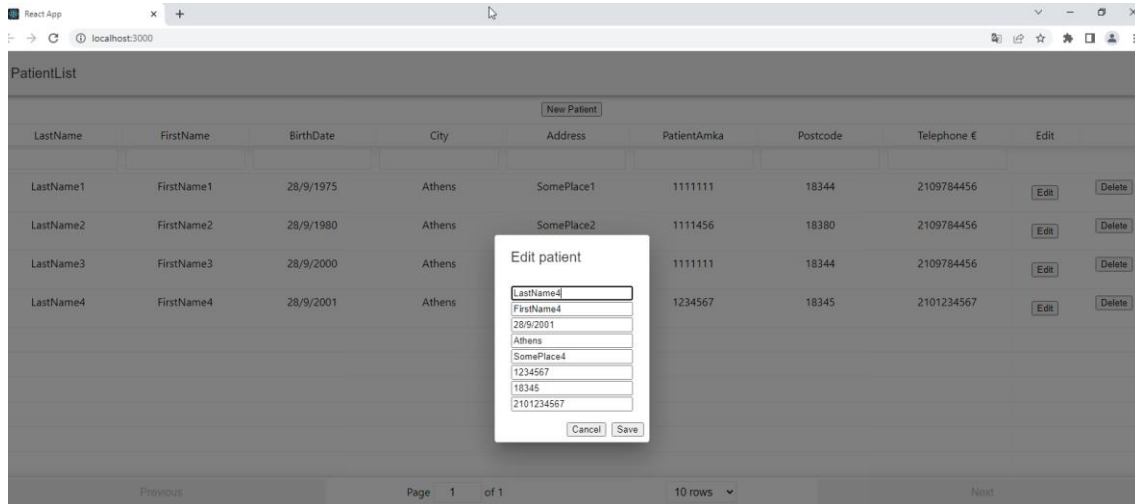 React App
localhost:3000
PatientList
New Patient
LastName FirstName BirthDate City Address PatientAmka Postcode Telephone € Edit
LastName1 FirstName1 28/9/1975 Athens SomePlace1 1111111 18344 2109784456 Edit Delete
LastName2 FirstName2 28/9/1980 Athens SomePlace2 1111456 18380 2109784456 Edit Delete
LastName3 FirstName3 28/9/2000 Athens 1111111 18344 2109784456 Edit Delete
LastName4 FirstName4 28/9/2001 Athens 1234567 18345 2101234567 Edit Delete
Edit patient
LastName4
FirstName4
28/9/2001
Athens
SomePlace4
1234567
18345
2101234567
Cancel Save
Previous Page 1 of 1 10 rows Next